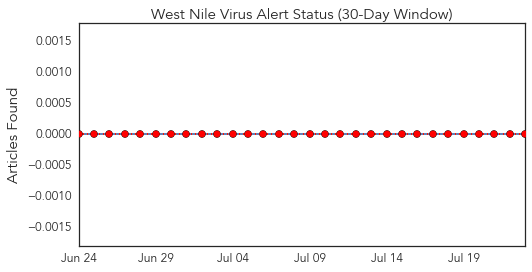 West Nile Virus Alert Status (30-Day Window)
Articles Found
0.0015
0.0010
0.0005
0.0000
−0.0005
−0.0010
−0.0015
Jun 24 Jun 29 Jul 04 Jul 09 Jul 14 Jul 19